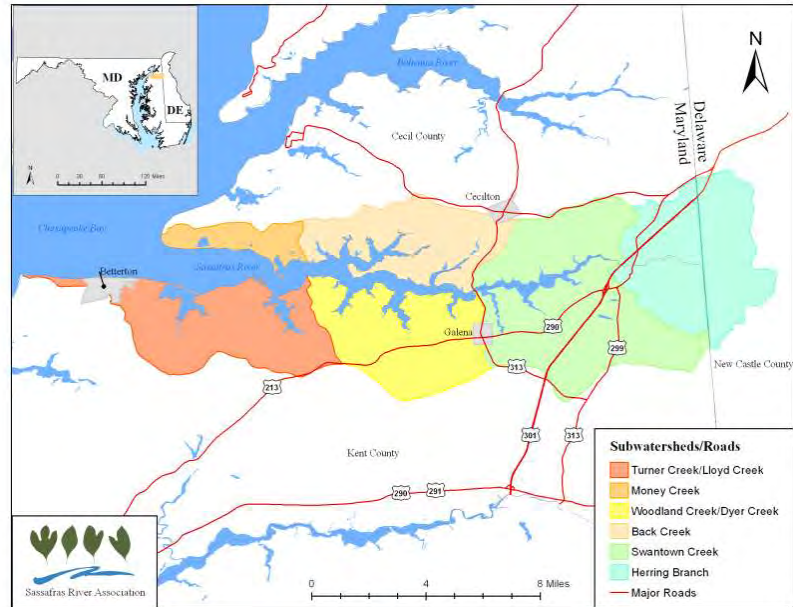 MD
DE
N
0 30 60 120 Miles
Bohemia River
N
Cecil County
Delaware
Maryland
Cecilton
Chesapeake Bay
Sassafras River
Betterton
Galena
290
299
313
213
New Castle County
301
313
Kent County
290
291
Subwatersheds/Roads
Turner Creek/Lloyd Creek
Money Creek
Woodland Creek/Dyer Creek
Back Creek
Swantown Creek
Herring Branch
Major Roads
Sassafras River Association
0 4 8 Miles